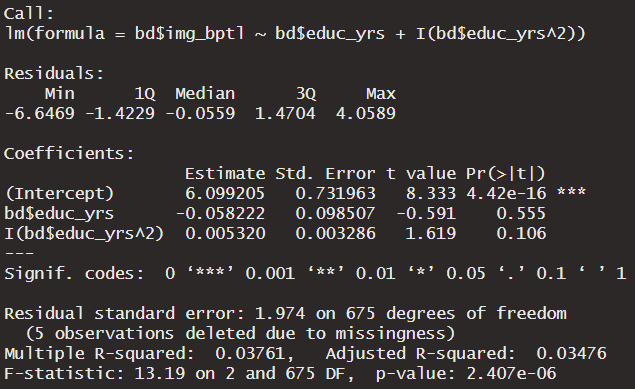 Call:
lm(formula = bd$img_bptl ~ bd$educ_yrs + I(bd$educ_yrs^2))
Residuals:
Min 1Q Median 3Q Max
-6.6469 -1.4229 -0.0559 1.4704 4.0589
Coefficients:
Estimate Std. Error t value Pr(>|t|)
(Intercept) 6.099205 0.731963 8.333 4.42e-16 ***
bd$educ_yrs -0.058222 0.098507 -0.591 0.555
I(bd$educ_yrs^2) 0.005320 0.003286 1.619 0.106
---
Signif. codes: 0 ‘***’ 0.001 ‘**’ 0.01 ‘*’ 0.05 ‘.’ 0.1 ‘ ’ 1
Residual standard error: 1.974 on 675 degrees of freedom
(5 observations deleted due to missingness)
Multiple R-squared: 0.03761, Adjusted R-squared: 0.03476
F-statistic: 13.19 on 2 and 675 DF, p-value: 2.407e-06